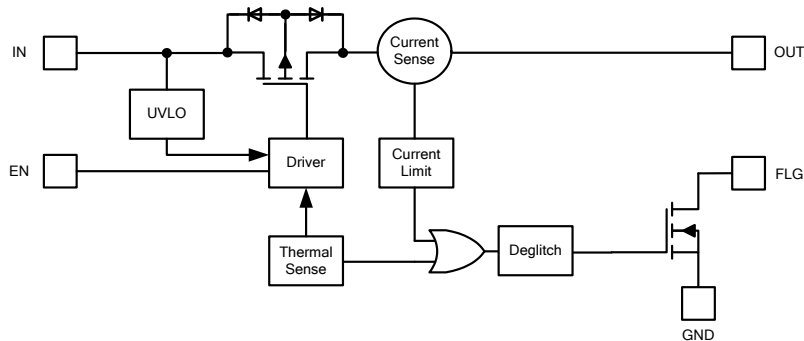 IN
Current
Sense
OUT
UVLO
EN
Driver
Current
Limit
FLG
Thermal
Sense
Deglitch
GND